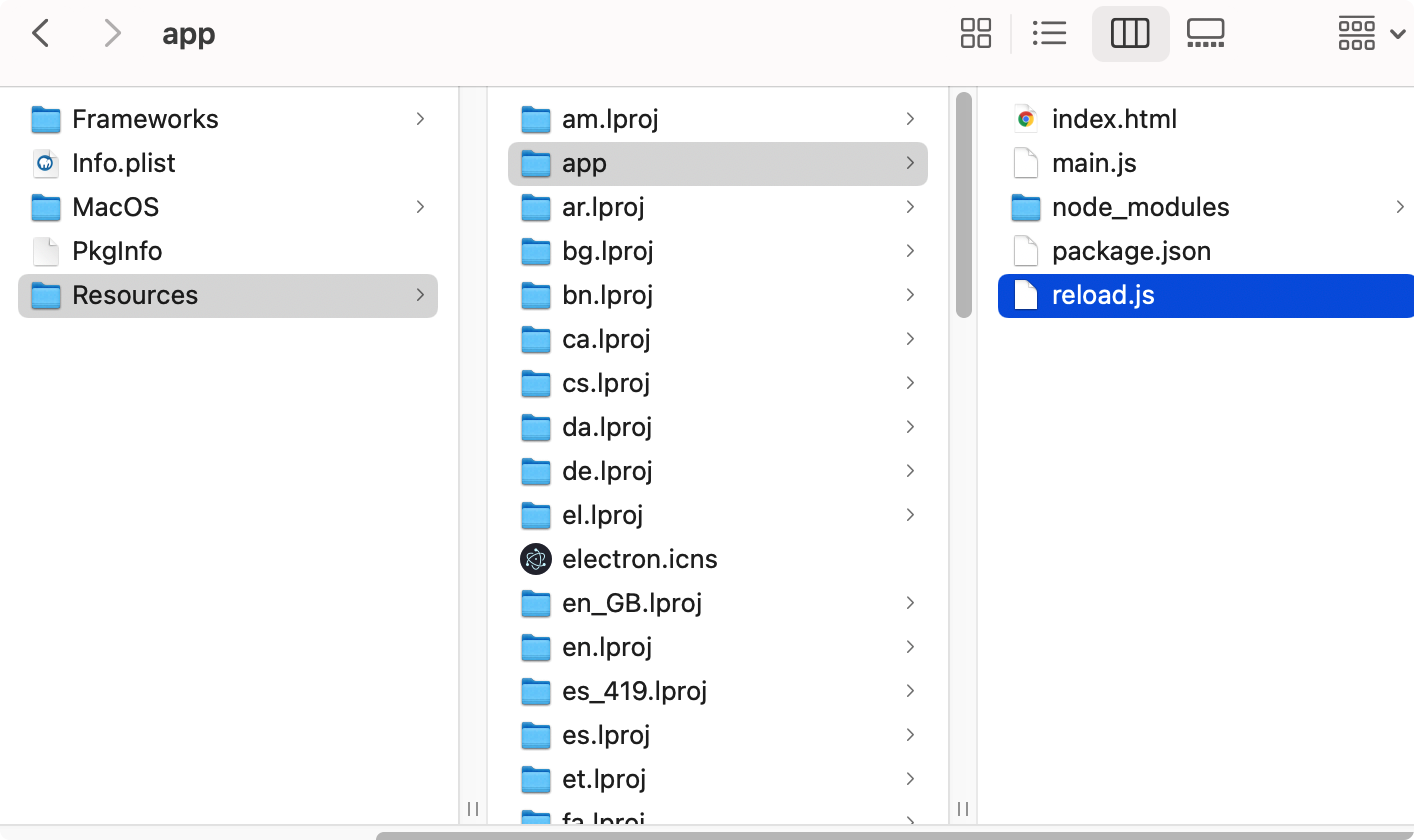 app
Frameworks
Info.plist
MacOS
PkgInfo
Resources
am.lproj
app
ar.lproj
bg.lproj
bn.lproj
ca.lproj
cs.lproj
da.lproj
de.lproj
el.lproj
electron.icns
en_GB.lproj
en.lproj
es_419.lproj
es.lproj
et.lproj
fa.lproj
index.html
main.js
node_modules
package.json
reload.js